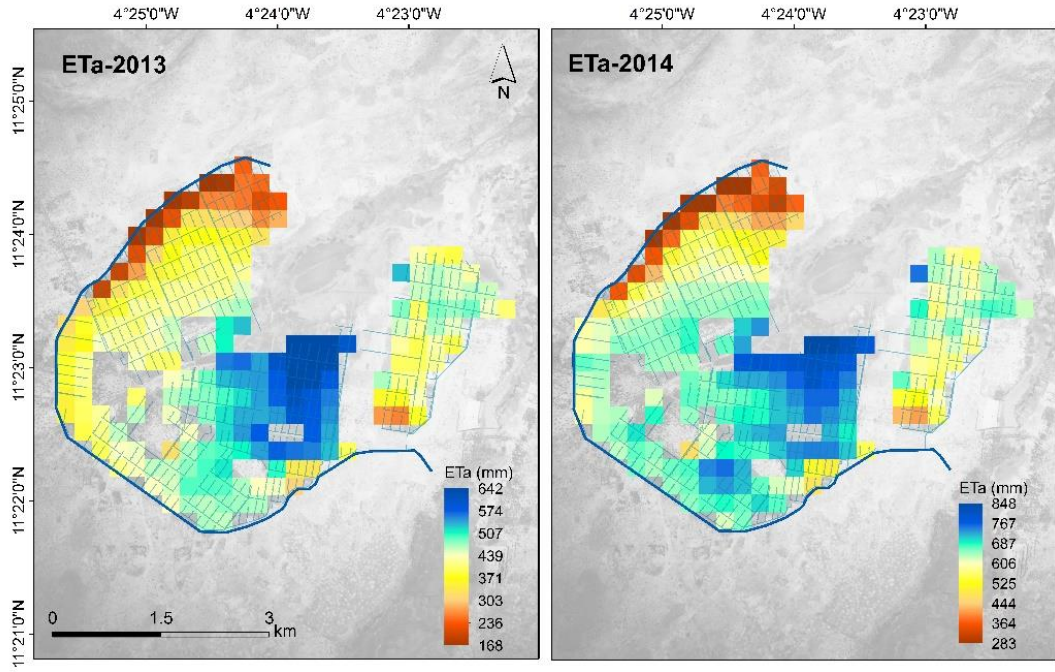 4°25'0"W 4°24'0"W 4°23'0"W 4°25'0"W 4°24'0"W 4°23'0"W
ETa-2013
N
ETa-2014
11°25'0"N
11°24'0"N
11°23'0"N
11°22'0"N
11°21'0"N
ETa (mm)
642
574
507
439
371
303
236
168
0 1.5 3
km
ETa (mm)
848
767
687
606
525
444
364
283